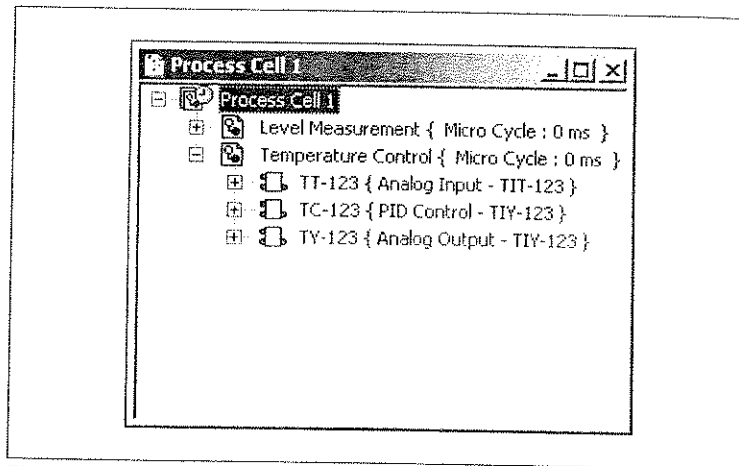 Process Cell 1
Process Cell 1
Level Measurement { Micro Cycle : 0 ms }
Temperature Control { Micro Cycle : 0 ms }
TT-123 { Analog Input - TIT-123 }
TC-123 { PID Control - TIY-123 }
TY-123 { Analog Output - TIY-123 }